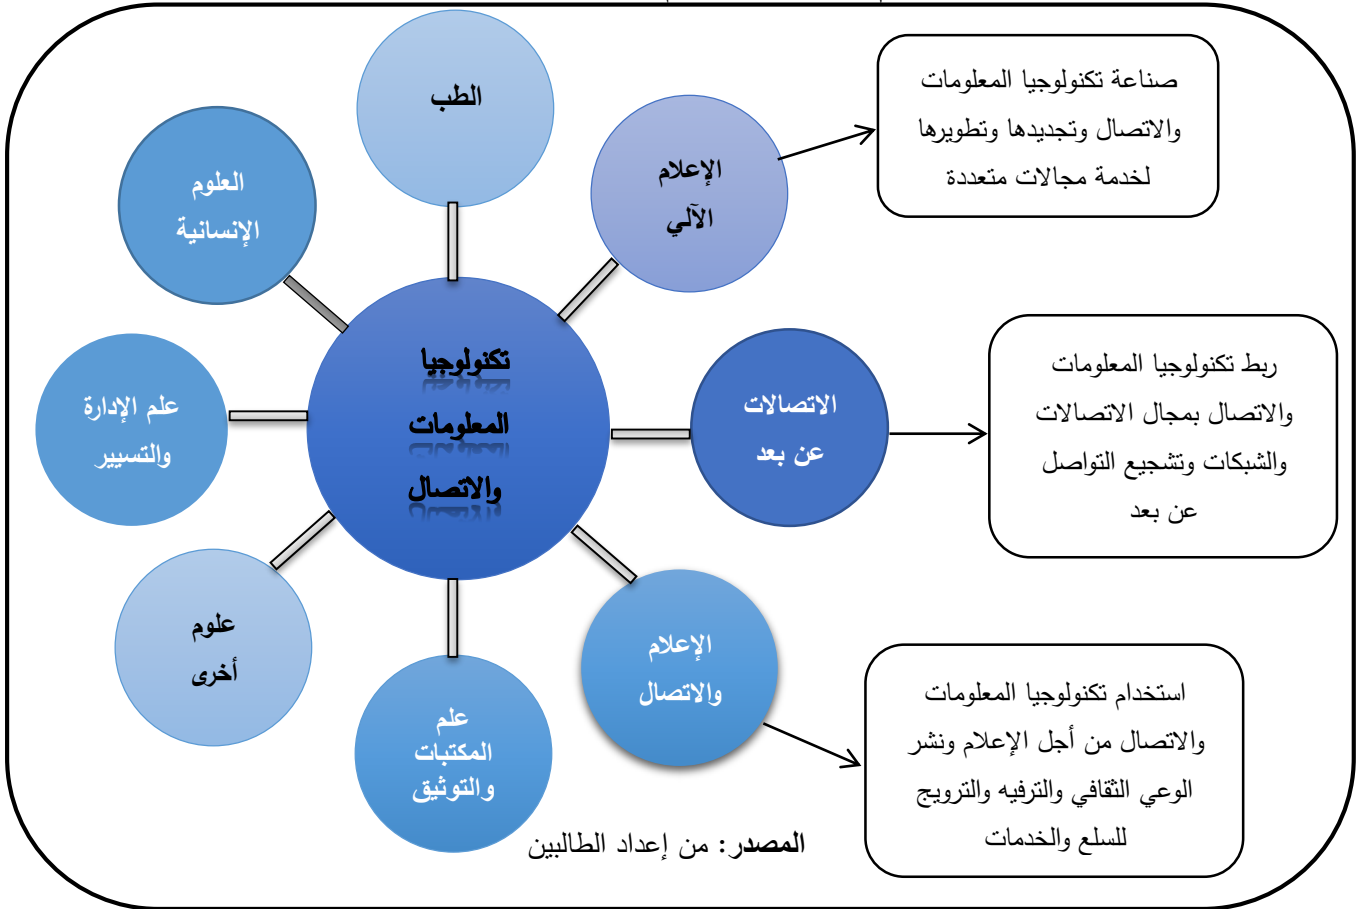 الطب
الإعلام
الآلي
صناعة تكنولوجيا المعلومات
والاتصال وتجديدها وتطويرها
لخدمة مجالات متعددة
العلوم
الإنسانية
تكنولوجيا
المعلومات
والاتصال
الاتصالات
عن بعد
ربط تكنولوجيا المعلومات
والاتصال بمجال الاتصالات
والشبكات وتشجيع التواصل
عن بعد
علم الإدارة
والتسيير
علوم
أخرى
الإعلام
والاتصال
استخدام تكنولوجيا المعلومات
والاتصال من أجل الإعلام ونشر
الوعي الثقافي والترفيه والترويج
للسلع والخدمات
علم
المكتبات
والتوثيق
المصدر: من إعداد الطالبين